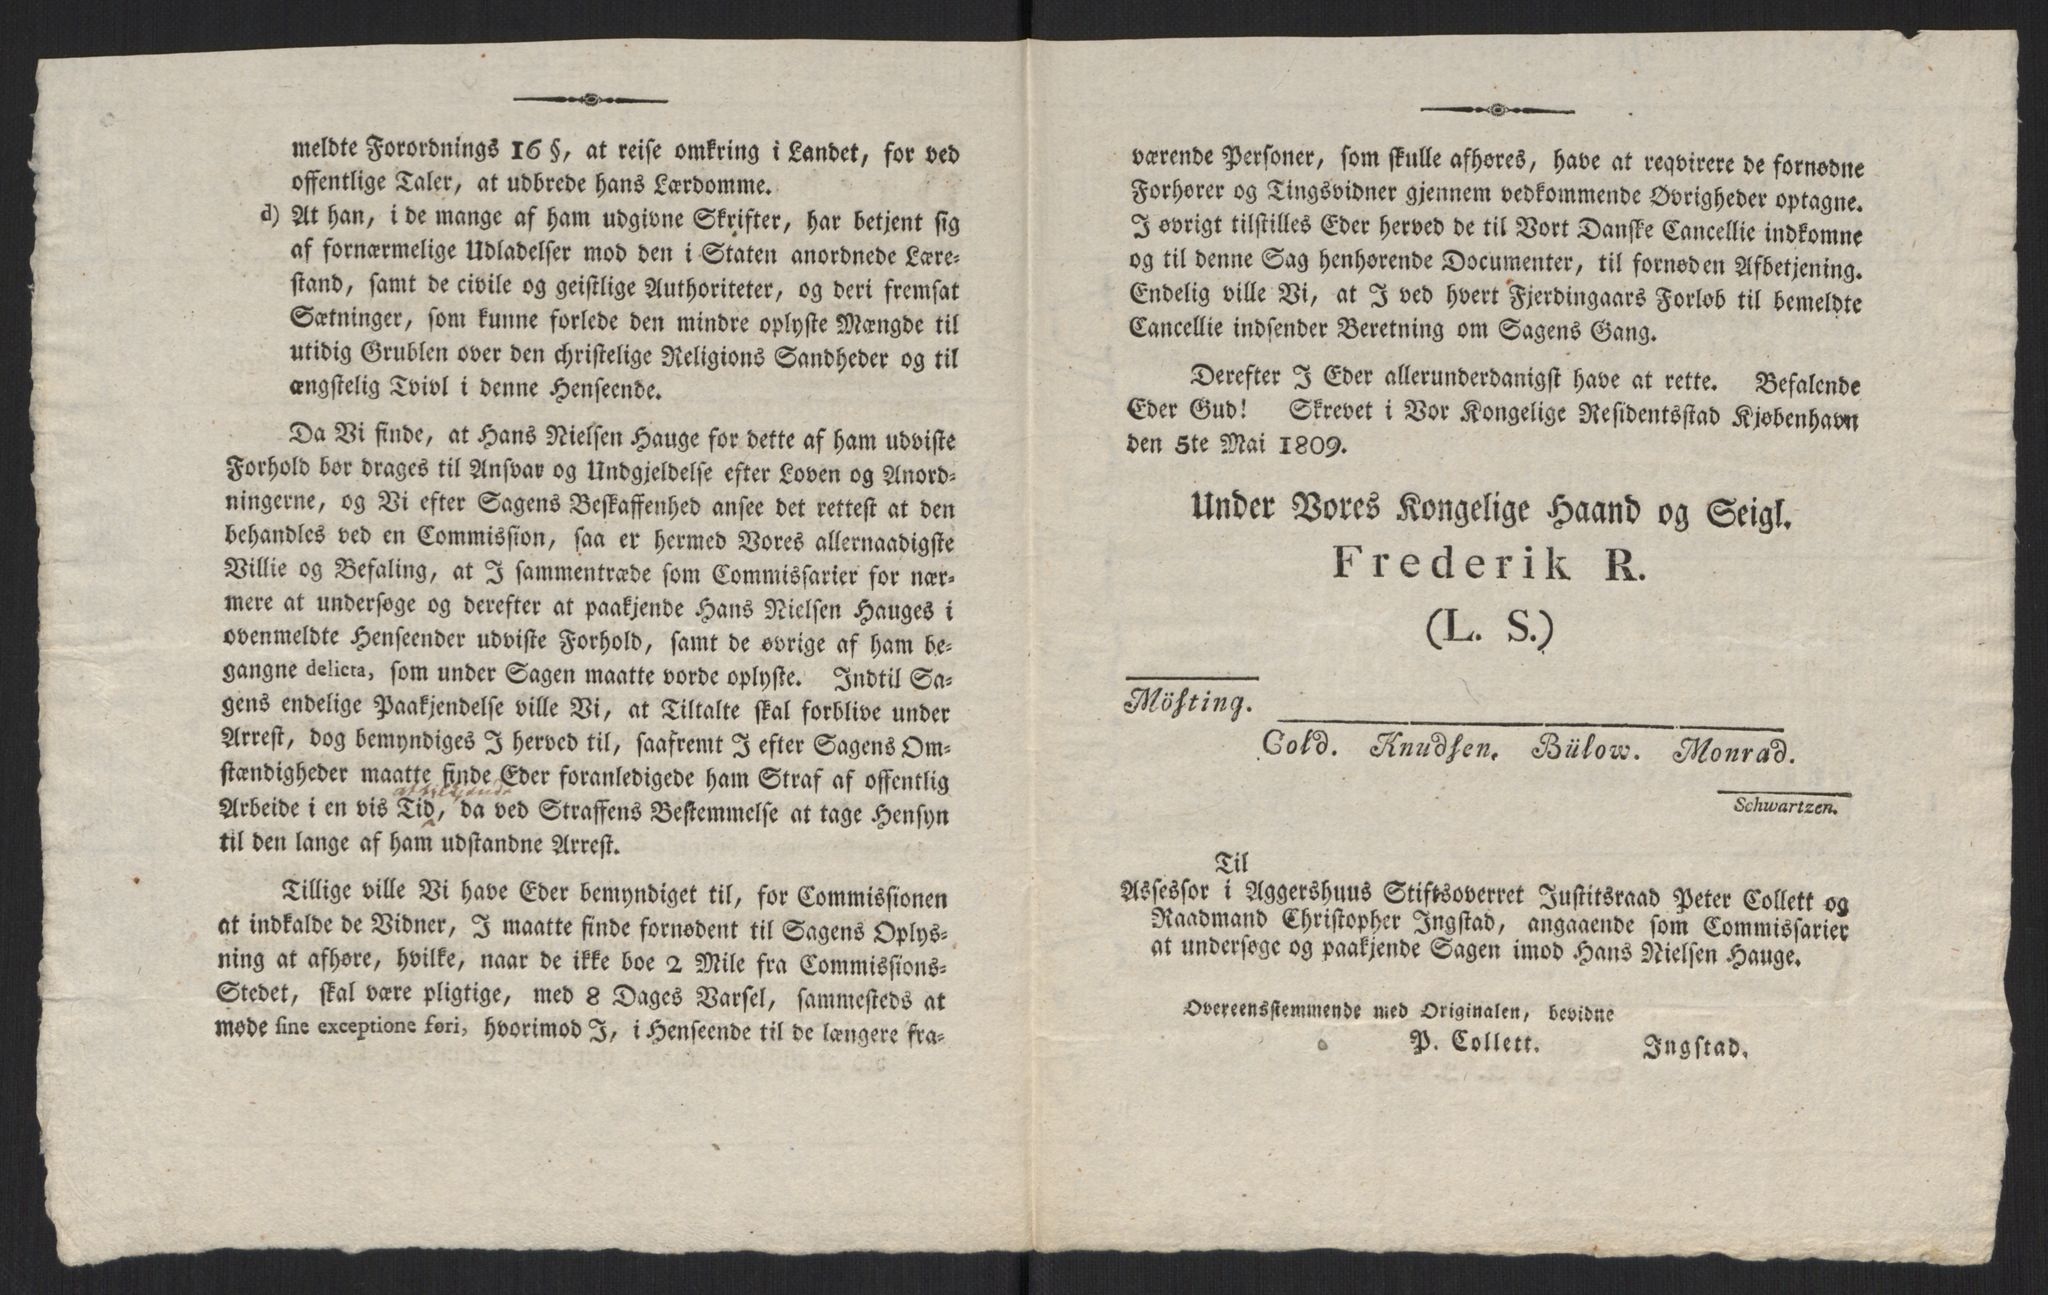 meldte Forordnings 16 §, at reise omkring i Landet, for ved
offentlige Taler, at udbrede hans Lærdomme.
d) At han, i de mange af ham udgivne Skrifter, har betjent sig
af fornærmelige Udladelser mod den i Staten anordnede Lære-
stand, samt de civile og geistlige Authoriteter, og deri fremsat
Sætninger, som kunne forlede den mindre oplyste Mængde til
utidig Grublen over den christelige Religions Sandheder og til
ængstelig Tvivl i denne Henseende.
Da Vi finde, at Hans Nielsen Hauge for dette af ham udviste
Forhold bør drages til Ansvar og Undgjeldelse efter Loven og Anord-
ningerne, og Vi efter Sagens Beskaffenhed ansee det rettest at den
behandles ved en Commission, saa er hermed Vores allernaadigste
Villie og Befaling, at I sammentræde som Commissarier for nær-
mere at undersøge og derefter at paakjende Hans Nielsen Hauges i
ovenmeldte Henseender udviste Forhold, samt de øvrige af ham be-
gangne delicta, som under Sagen maatte vorde oplyste. Indtil Sa-
gens endelige Paakjendelse ville Vi, at Tiltalte skal forblive under
Arrest, dog bemyndiges I herved til, saafremt I efter Sagens Om-
stændigheder maatte finde Eder foranledigede ham Straf af offentlig
Arbeide i en vis Tid, da ved Straffens Bestemmelse at tage Hensyn
til den lange af ham udstandne Arrest.
Tillige ville Vi have Eder bemyndiget til, for Commissionen
at indkalde de Vidner, I maatte finde fornødent til Sagens Oplys-
ning at afhøre, hvilke, naar de ikke boe 2 Mile fra Commissions-
Stedet, skal være pligtige, med 8 Dages Varsel, sammesteds at
møde sine exceptione fori, hvorimod I, i Henseende til de længere fra-
værende Personer, som skulle afhøres, have at reqvirere de fornødne
Forhører og Tingsvidner gjennem vedkommende Øvrigheder optagne.
I øvrigt tilstilles Eder herved de til Vort Danske Cancellie indkomne
og til denne Sag henhørende Documenter, til fornøden Afbetjening.
Endelig ville Vi, at I ved hvert Fjerdingaars Forløb til bemeldte
Cancellie indsender Beretning om Sagens Gang.
Derefter I Eder allerunderdanigst have at rette. Befalende
Eder Gud! Skrevet i Vor Kongelige Residentsstad Kjøbenhavn
den 5te Mai 1809.
Under Vores Kongelige Haand og Seigl.
Frederik R.
(L. S.)
Mösting.
Cold. Knudsen. Bülow. Monrad.
Schwartzen.
Til
Assessor i Aggershuus Stiftsoverret Justitsraad Peter Collett og
Raadmand Christopher Ingstad, angaaende som Commissarier
at undersøge og paakjende Sagen imod Hans Nielsen Hauge.
Overeensstemmende med Originalen, bevidne
P. Collett. Ingstad.